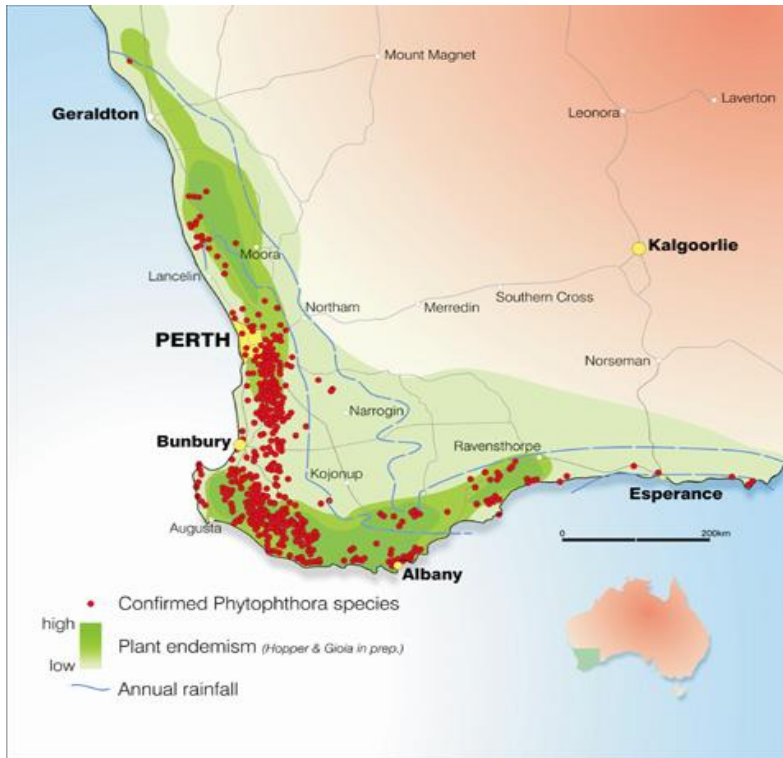 Mount Magnet
Leonora
Laverton
Geraldton
Kalgoorlie
Moora
Lancelin
Northam
Merredin
Southern Cross
PERTH
Norseman
Narrogin
Bunbury
Ravensthorpe
Kojonup
Esperance
Augusta
0 200km
Albany
Confirmed Phytophthora species
high
Plant endemism (Hopper & Gioia in prep.)
low
Annual rainfall